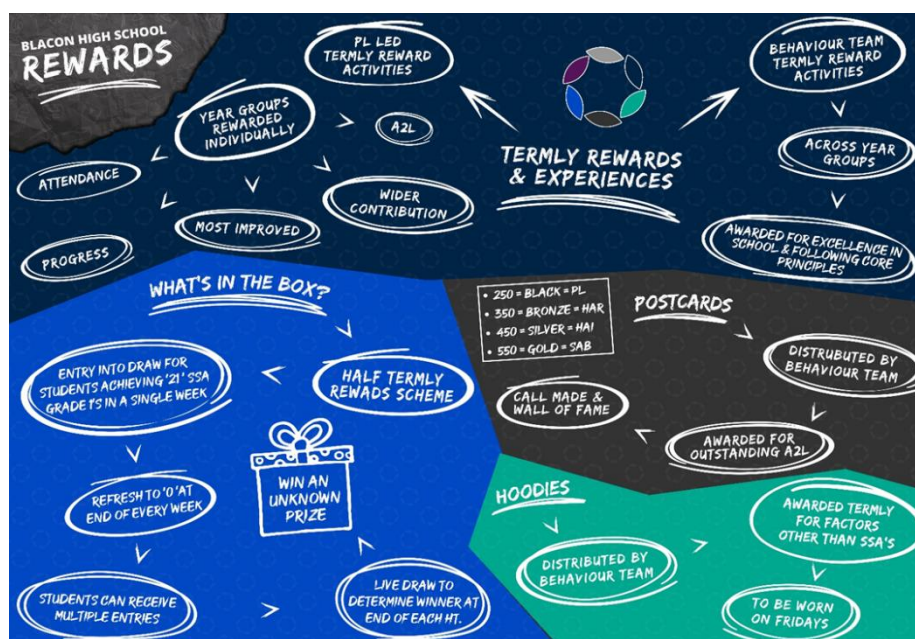 BLACON HIGH SCHOOL
REWARDS
PL LED
TERMLY REWARD
ACTIVITIES
YEAR GROUPS
REWARDED
INDIVIDUALLY
A2L
ATTENDANCE
WIDER
CONTRIBUTION
MOST IMPROVED
PROGRESS
TERMLY REWARDS
& EXPERIENCES
BEHAVIOUR TEAM
TERMLY REWARD
ACTIVITIES
ACROSS YEAR
GROUPS
AWARDED FOR EXCELLENCE IN
SCHOOL & FOLLOWING CORE
PRINCIPLES
WHAT'S IN THE BOX?
HALF TERMLY
REWADS SCHEME
ENTRY INTO DRAW FOR
STUDENTS ACHIEVING '21' SSA
GRADE 1'S IN A SINGLE WEEK
REFRESH TO '0' AT
END OF EVERY WEEK
STUDENTS CAN RECEIVE
MULTIPLE ENTRIES
LIVE DRAW TO
DETERMINE WINNER AT
END OF EACH HT.
WIN AN
UNKNOWN
PRIZE
• 250 = BLACK = PL
• 350 = BRONZE = HAR
• 450 = SILVER = HAI
• 550 = GOLD = SAB
POSTCARDS
DISTRUBUTED BY
BEHAVIOUR TEAM
AWARDED FOR
OUTSTANDING A2L
CALL MADE &
WALL OF FAME
HOODIES
DISTRIBUTED BY
BEHAVIOUR TEAM
AWARDED TERMLY
FOR FACTORS
OTHER THAN SSA'S
TO BE WORN
ON FRIDAYS